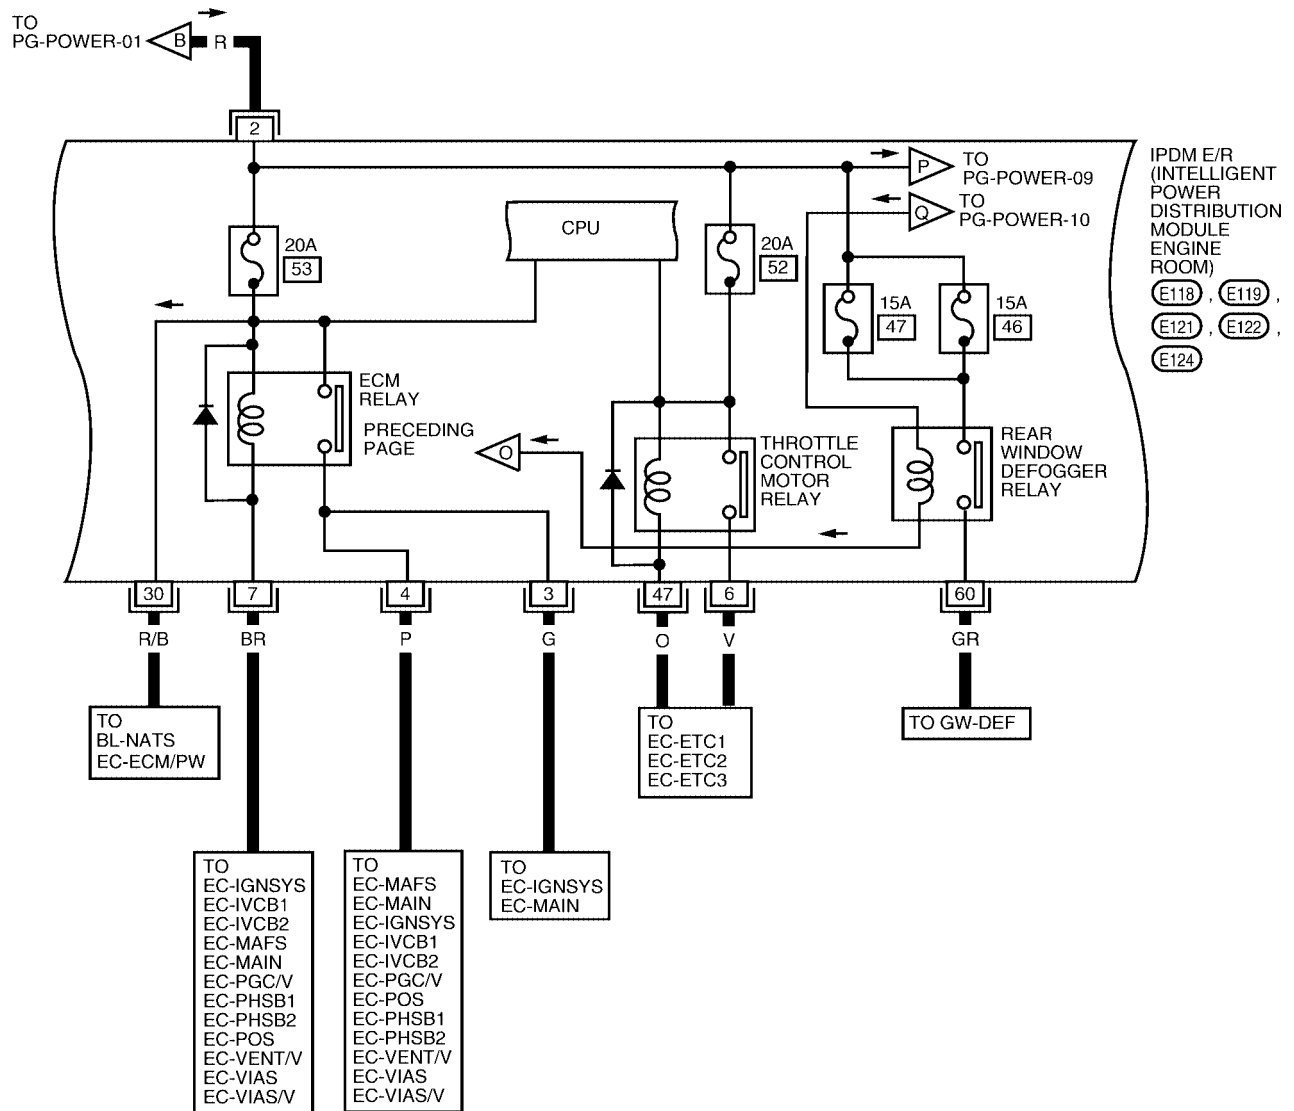 TO
PG-POWER-01
B
R
2
P
TO
PG-POWER-09
Q
TO
PG-POWER-10
IPDM E/R
(INTELLIGENT
POWER
DISTRIBUTION
MODULE
ENGINE
ROOM)
E118 , E119 ,
E121 , E122 ,
E124
CPU
20A
53
20A
52
15A
47
15A
46
ECM
RELAY
PRECEDING
PAGE
O
THROTTLE
CONTROL
MOTOR
RELAY
REAR
WINDOW
DEFOGGER
RELAY
30
7
4
3
47
6
60
R/B
BR
P
G
O
V
GR
TO
BL-NATS
EC-ECM/PW
TO
EC-ETC1
EC-ETC2
EC-ETC3
TO GW-DEF
TO
EC-IGNSYS
EC-IVCB1
EC-IVCB2
EC-MAFS
EC-MAIN
EC-PGC/V
EC-PHSB1
EC-PHSB2
EC-POS
EC-VENT/V
EC-VIAS
EC-VIAS/V
TO
EC-MAFS
EC-MAIN
EC-IGNSYS
EC-IVCB1
EC-IVCB2
EC-PGC/V
EC-POS
EC-PHSB1
EC-PHSB2
EC-VENT/V
EC-VIAS
EC-VIAS/V
TO
EC-IGNSYS
EC-MAIN